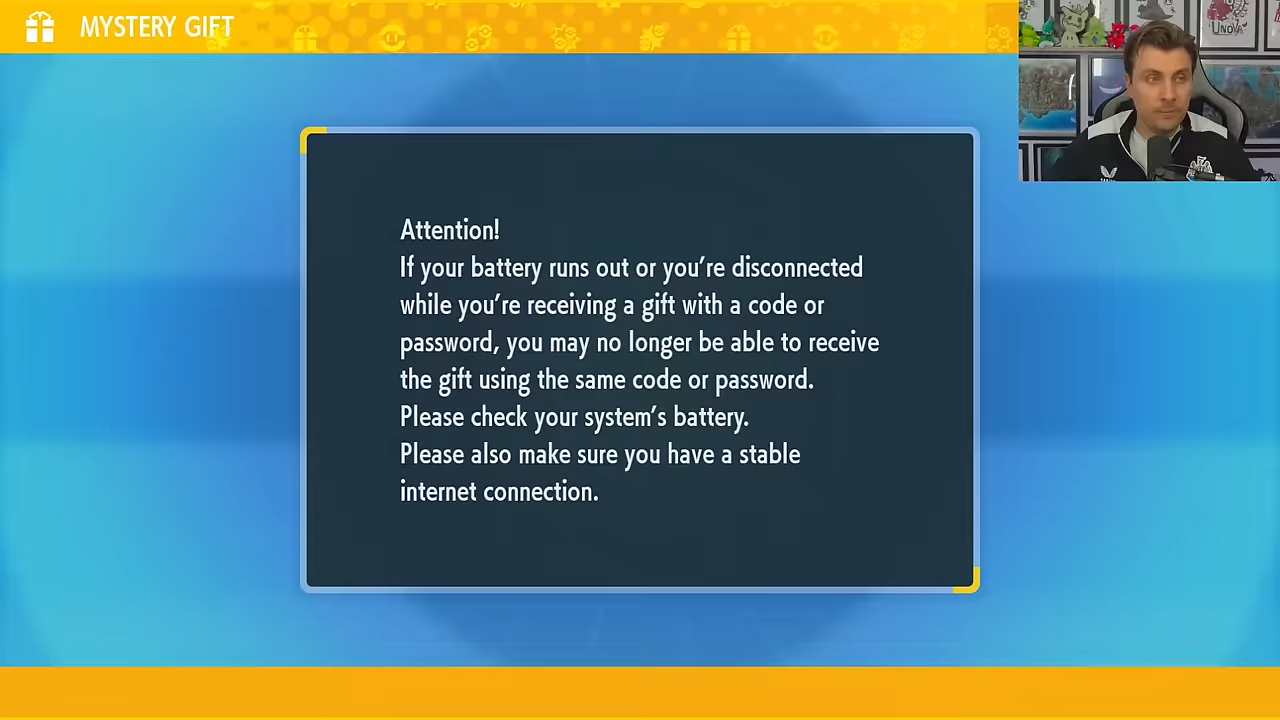 MYSTERY GIFT
UNOVA
Attention!
If your battery runs out or you're disconnected
while you're receiving a gift with a code or
password, you may no longer be able to receive
the gift using the same code or password.
Please check your system's battery.
Please also make sure you have a stable
internet connection.